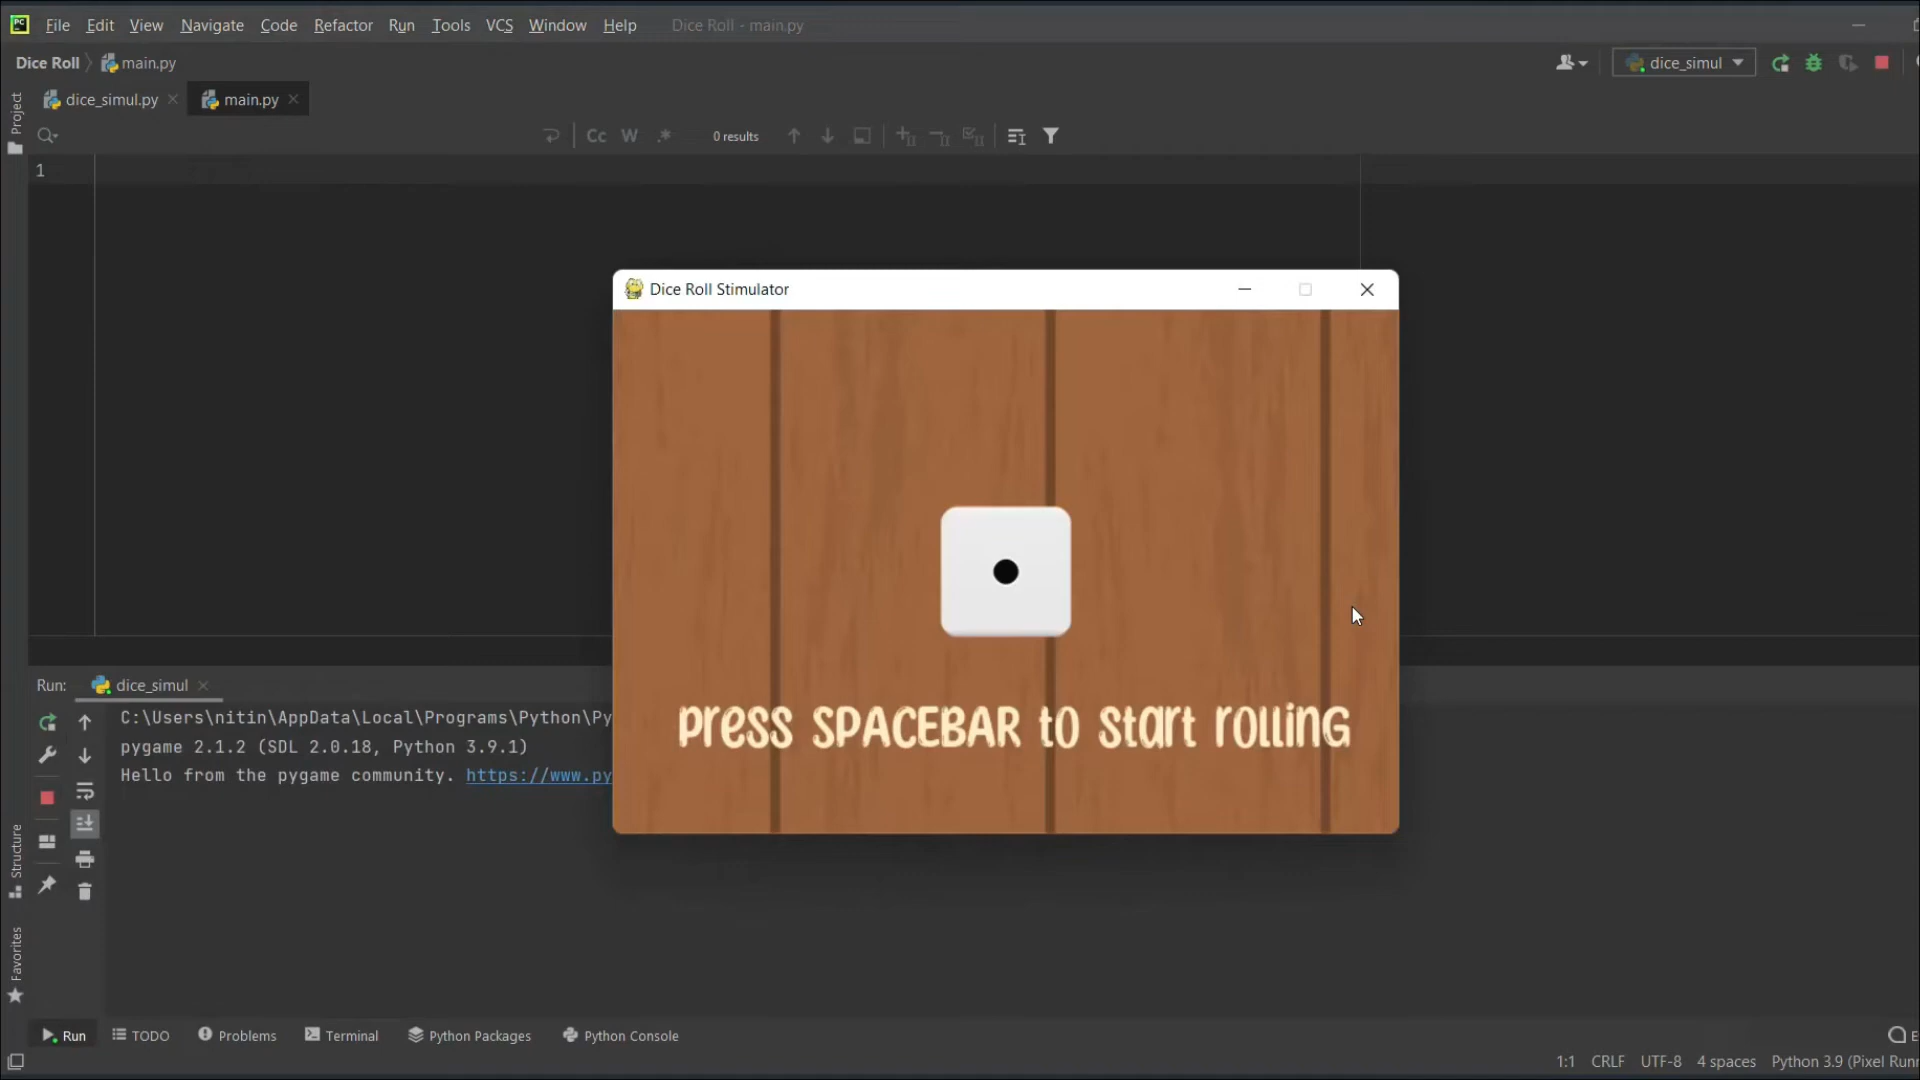 PC File Edit View Navigate Code Refactor Run Tools VCS Window Help Dice Roll - main.py
Dice Roll main.py dice_simul
dice_simul.py main.py
Cc W .* 0 results
Project
1
Dice Roll Stimulator
press SPACEBAR to start rolling
Run: dice_simul
C:\Users\nitin\AppData\Local\Programs\Python\Py
pygame 2.1.2 (SDL 2.0.18, Python 3.9.1)
Hello from the pygame community. https://www.py
Structure
Favorites
Run TODO Problems Terminal Python Packages Python Console
1:1 CRLF UTF-8 4 spaces Python 3.9 (Pixel Runn